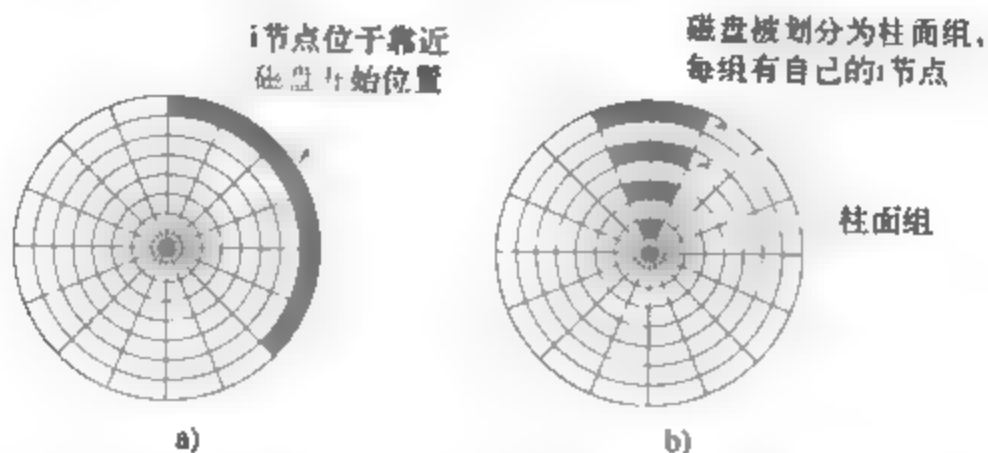 i节点位于靠近
磁盘开始位置
磁盘被划分为柱面组,
每组有自己的i节点
柱面组
a)
b)